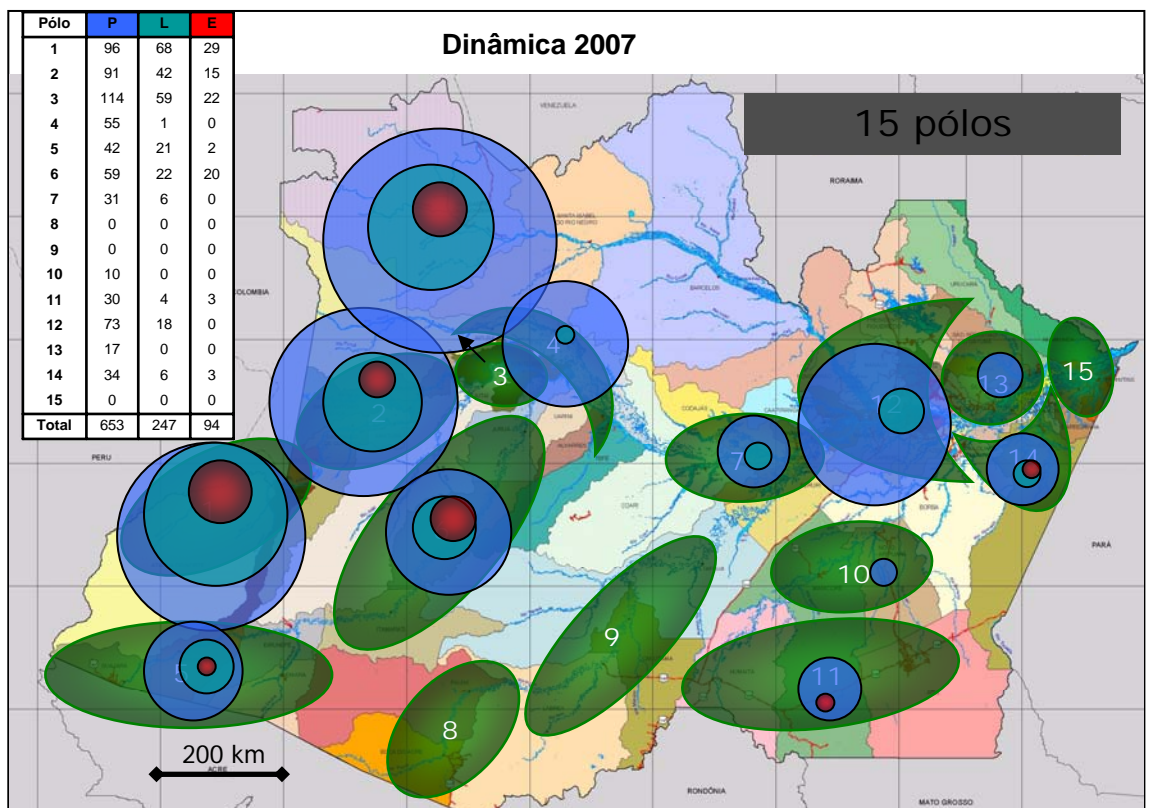 Dinâmica 2007
15 pólos
Pólo P L E
1 96 68 29
2 91 42 15
3 114 59 22
4 55 1 0
5 42 21 2
6 59 22 20
7 31 6 0
8 0 0 0
9 0 0 0
10 10 0 0
11 30 4 3
12 73 18 0
13 17 0 0
14 34 6 3
15 0 0 0
Total 653 247 94
VENEZUELA
RORAIMA
COLOMBIA
BARCELOS
URUCARÁ
4
3
13
15
2
12
CODAJÁS
PERU
7
14
COARI
BORBA
PARÁ
10
9
5
11
8
200 km
ACRE
RONDÔNIA
MATO GROSSO